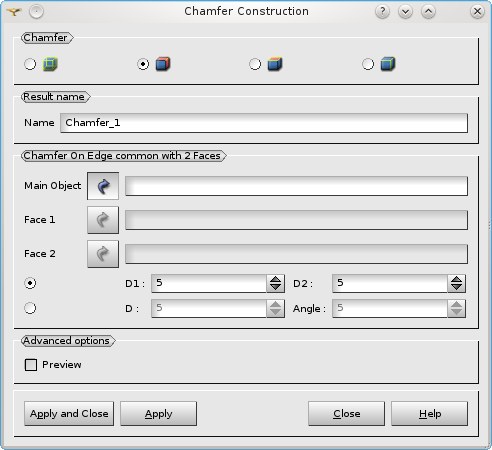 Chamfer Construction
Chamfer
Result name
Name Chamfer_1
Chamfer On Edge common with 2 Faces
Main Object
Face 1
Face 2
D1 : 5 D2 : 5
D : 5 Angle : 5
Advanced options
Preview
Apply and Close Apply Close Help